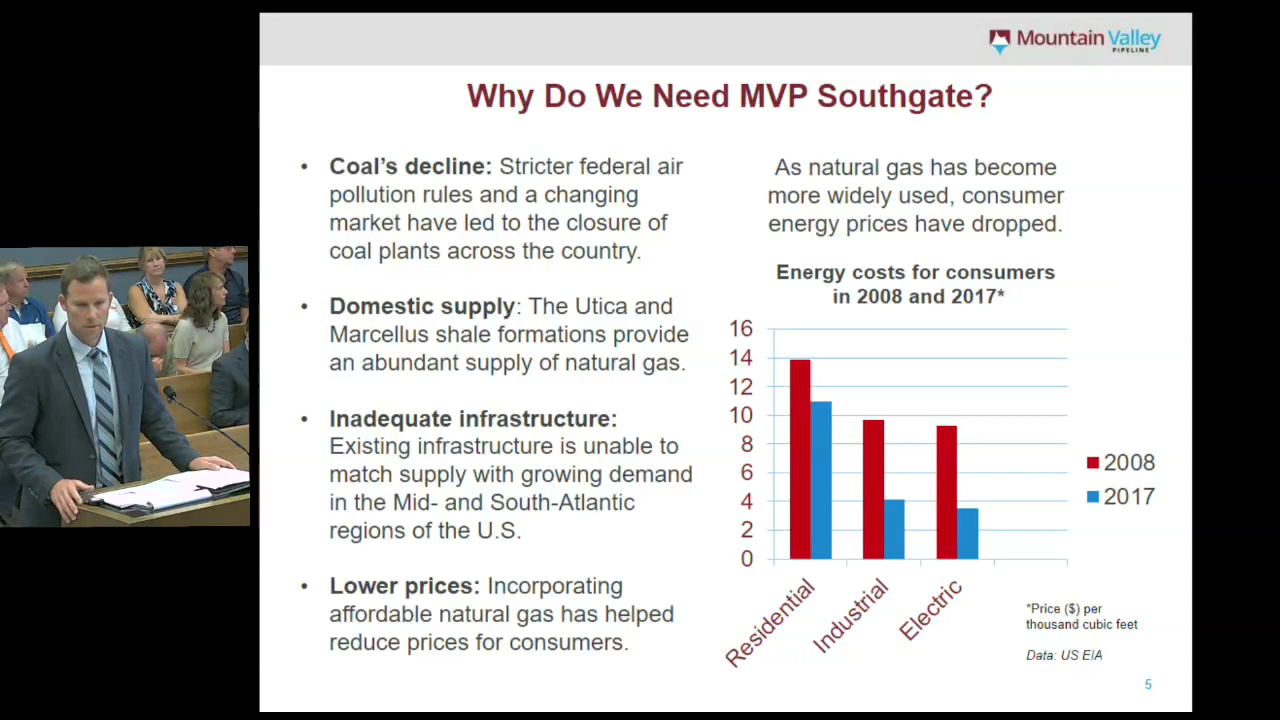 Mountain Valley
PIPELINE
Why Do We Need MVP Southgate?
• Coal’s decline: Stricter federal air
pollution rules and a changing
market have led to the closure of
coal plants across the country.
• Domestic supply: The Utica and
Marcellus shale formations provide
an abundant supply of natural gas.
• Inadequate infrastructure:
Existing infrastructure is unable to
match supply with growing demand
in the Mid- and South-Atlantic
regions of the U.S.
• Lower prices: Incorporating
affordable natural gas has helped
reduce prices for consumers.
As natural gas has become
more widely used, consumer
energy prices have dropped.
Energy costs for consumers
in 2008 and 2017*
16
14
12
10
8
6
4
2
0
Residential
Industrial
Electric
2008
2017
*Price ($) per
thousand cubic feet
Data: US EIA
5